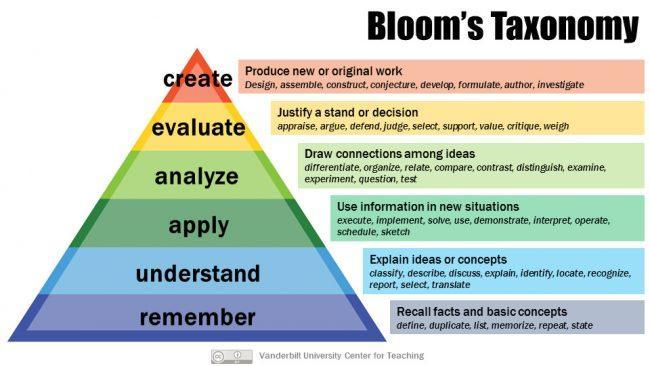 Bloom's Taxonomy
create
Produce new or original work
Design, assemble, construct, conjecture, develop, formulate, author, investigate
evaluate
Justify a stand or decision
appraise, argue, defend, judge, select, support, value, critique, weigh
analyze
Draw connections among ideas
differentiate, organize, relate, compare, contrast, distinguish, examine,
experiment, question, test
apply
Use information in new situations
execute, implement, solve, use, demonstrate, interpret, operate,
schedule, sketch
understand
Explain ideas or concepts
classify, describe, discuss, explain, identify, locate, recognize,
report, select, translate
remember
Recall facts and basic concepts
define, duplicate, list, memorize, repeat, state
cc
Vanderbilt University Center for Teaching